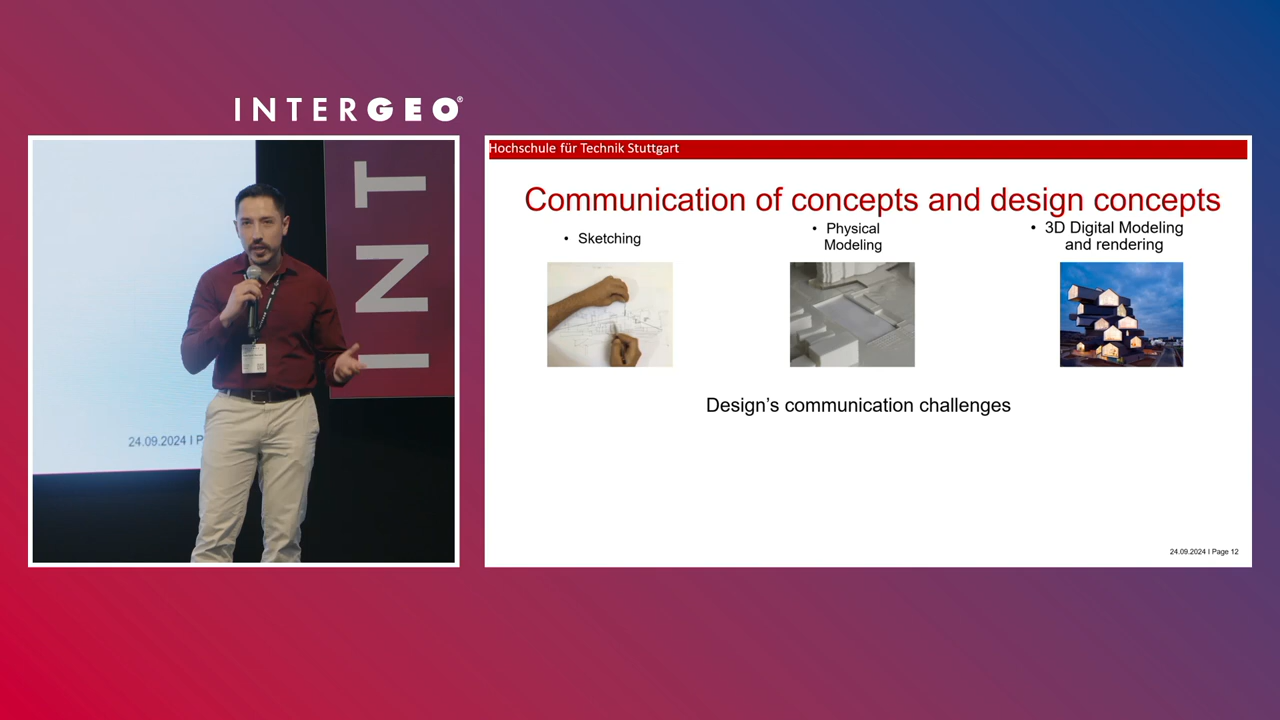 INTERGEO®
INT
24.09.2024 I P
Hochschule für Technik Stuttgart
Communication of concepts and design concepts
• Sketching
• Physical
Modeling
• 3D Digital Modeling
and rendering
Design's communication challenges
24.09.2024 I Page 12